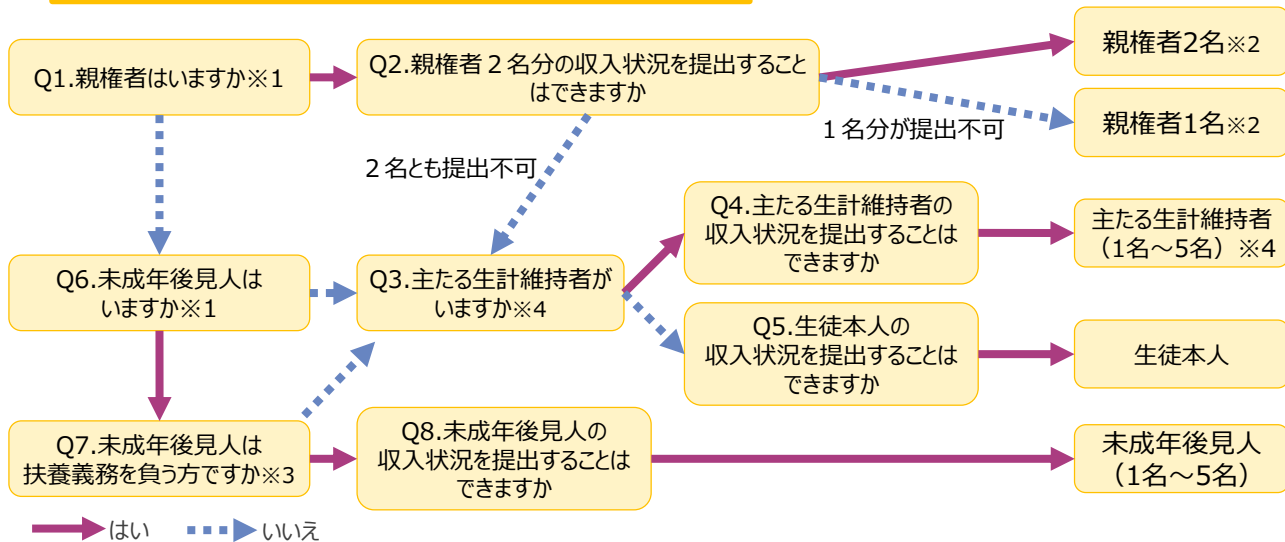 Q1.親権者はいますか※1
Q2.親権者２名分の収入状況を提出すること
はできますか
親権者2名※2
親権者1名※2
１名分が提出不可
２名とも提出不可
Q4.主たる生計維持者の
収入状況を提出することは
できますか
主たる生計維持者
（1名～5名）※4
Q6.未成年後見人は
いますか※1
Q3.主たる生計維持者が
いますか※4
Q5.生徒本人の
収入状況を提出することは
できますか
生徒本人
Q7.未成年後見人は
扶養義務を負う方ですか※3
Q8.未成年後見人の
収入状況を提出することは
できますか
未成年後見人
（1名～5名）
はい
いいえ